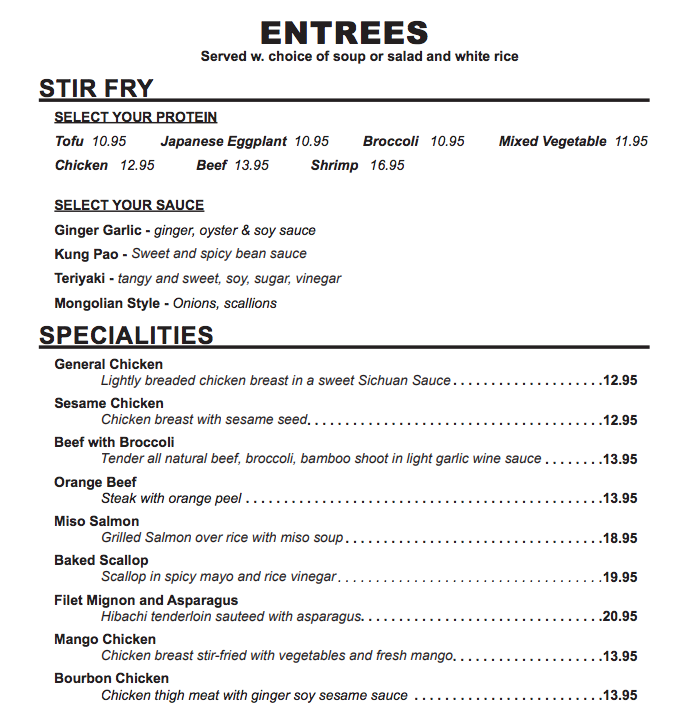 ENTREES
Served w. choice of soup or salad and white rice
STIR FRY
SELECT YOUR PROTEIN
Tofu 10.95 Japanese Eggplant 10.95 Broccoli 10.95 Mixed Vegetable 11.95
Chicken 12.95 Beef 13.95 Shrimp 16.95
SELECT YOUR SAUCE
Ginger Garlic - ginger, oyster & soy sauce
Kung Pao - Sweet and spicy bean sauce
Teriyaki - tangy and sweet, soy, sugar, vinegar
Mongolian Style - Onions, scallions
SPECIALITIES
General Chicken
Lightly breaded chicken breast in a sweet Sichuan Sauce . . . . . . . . . . . . . . . . . . .12.95
Sesame Chicken
Chicken breast with sesame seed. . . . . . . . . . . . . . . . . . . . . . . . . . . . . . . . . . . . .12.95
Beef with Broccoli
Tender all natural beef, broccoli, bamboo shoot in light garlic wine sauce . . . . . . . .13.95
Orange Beef
Steak with orange peel . . . . . . . . . . . . . . . . . . . . . . . . . . . . . . . . . . . . . . . . . . . . .13.95
Miso Salmon
Grilled Salmon over rice with miso soup . . . . . . . . . . . . . . . . . . . . . . . . . . . . . . . .18.95
Baked Scallop
Scallop in spicy mayo and rice vinegar . . . . . . . . . . . . . . . . . . . . . . . . . . . . . . . . .19.95
Filet Mignon and Asparagus
Hibachi tenderloin sauteed with asparagus. . . . . . . . . . . . . . . . . . . . . . . . . . . . . .20.95
Mango Chicken
Chicken breast stir-fried with vegetables and fresh mango. . . . . . . . . . . . . . . . . . .13.95
Bourbon Chicken
Chicken thigh meat with ginger soy sesame sauce . . . . . . . . . . . . . . . . . . . . . . . .13.95